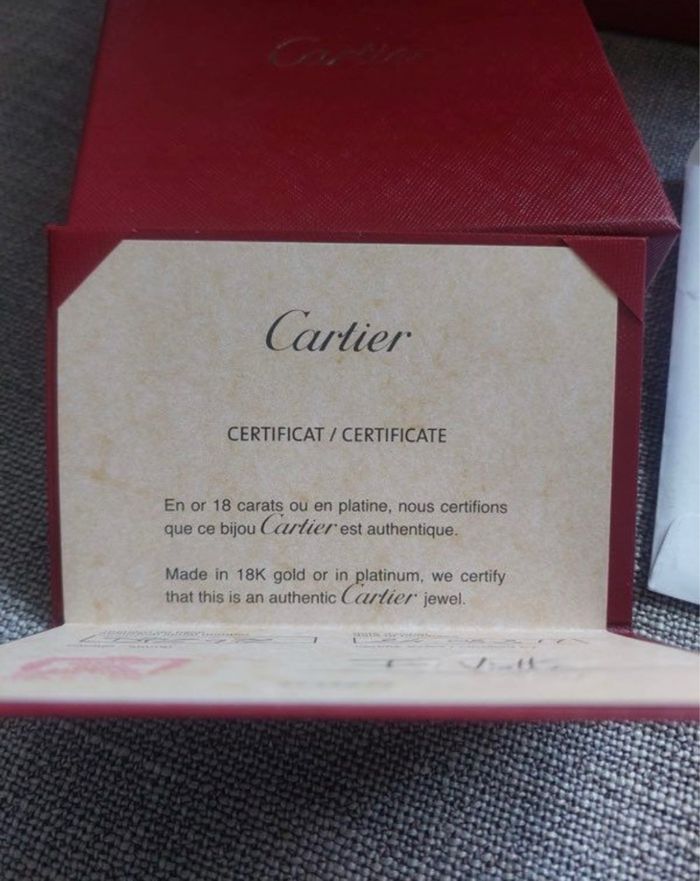 Cartier
Cartier
CERTIFICAT / CERTIFICATE
En or 18 carats ou en platine, nous certifions
que ce bijou Cartier est authentique.
Made in 18K gold or in platinum, we certify
that this is an authentic Cartier jewel.